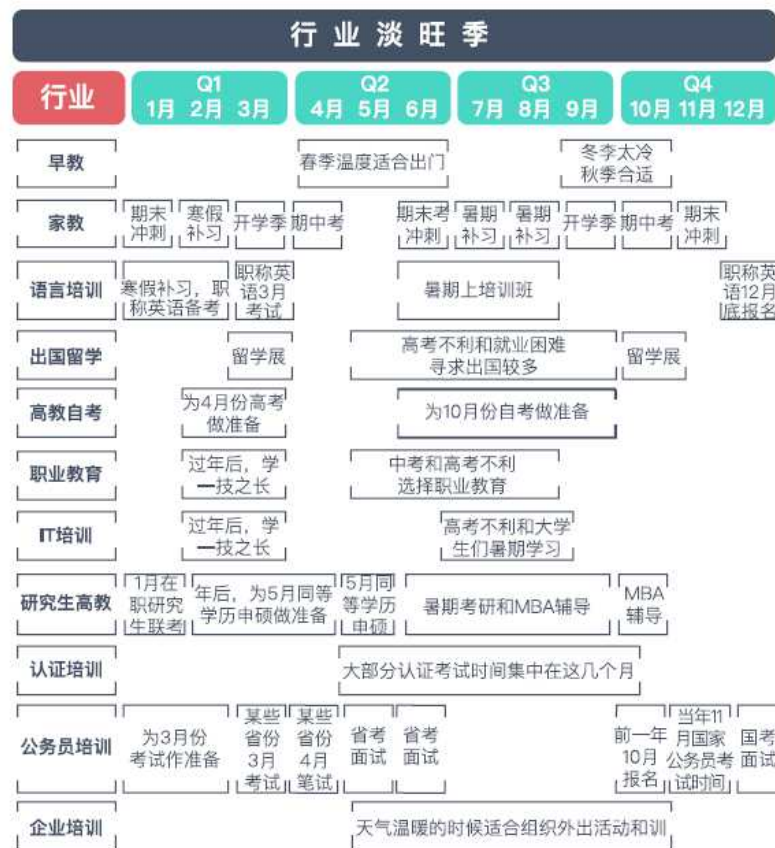 行业淡旺季
行业
Q1
1月 2月 3月
Q2
4月 5月 6月
Q3
7月 8月 9月
Q4
10月 11月 12月
早教
春季温度适合出门
冬季太冷
秋季合适
家教
期末
冲刺
寒假
补习
开学季
期中考
期末考
冲刺
暑期
补习
暑期
补习
开学季
期中考
期末
冲刺
语言培训
寒假补习，职
称英语备考
职称英
语3月
考试
暑期上培训班
职称英
语12月
底报名
出国留学
留学展
高考不利和就业困难
寻求出国较多
留学展
高教自考
为4月份高考
做准备
为10月份自考做准备
职业教育
过年后，学
一技之长
中考和高考不利
选择职业教育
IT培训
过年后，学
一技之长
高考不利和大学
生们暑期学习
研究生高教
1月在
职研究
生联考
年后，为5月同等
学历申硕做准备
5月同
等学历
申硕
暑期考研和MBA辅导
MBA
辅导
认证培训
大部分认证考试时间集中在这几个月
公务员培训
为3月份
考试作准备
某些
省份
3月
考试
某些
省份
4月
笔试
省考
面试
省考
面试
前一年
10月
报名
当年11
月国家
公务员考
试时间
国考
面试
企业培训
天气温暖的时候适合组织外出活动和训